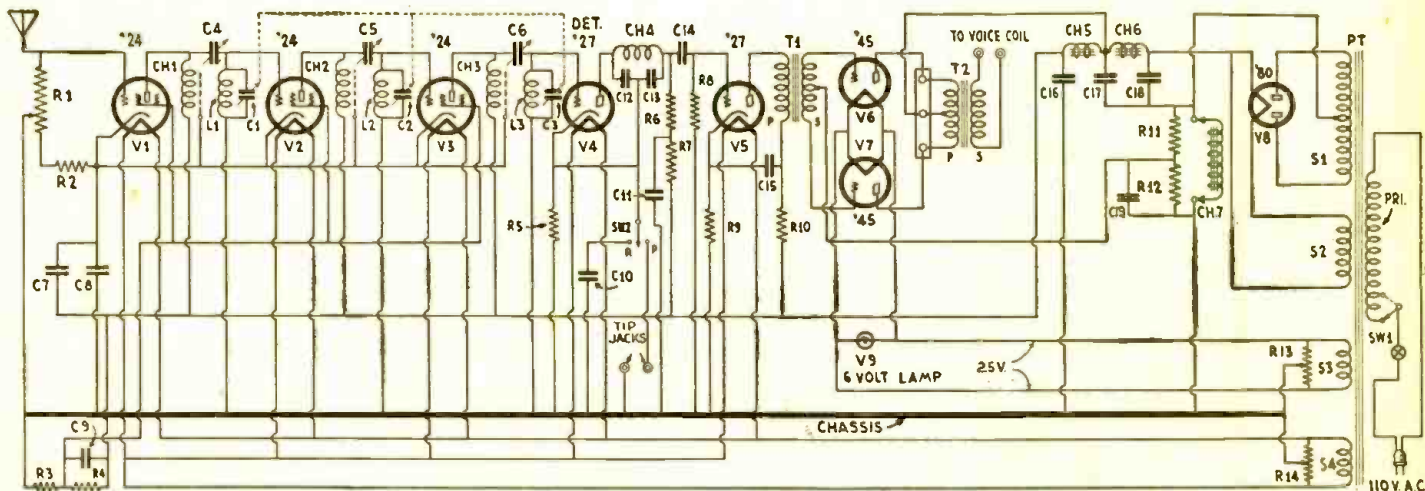 C4
C5
C6
DET.
CH4
C14
'24
'24
'24
'27
'27
T1
'45
TO VOICE COIL
CH5
CH6
PT
CH1
CH2
CH3
C12
C13
R8
T2
C16
C17
C18
'80
R1
L1
C1
L2
C2
L3
C3
R6
V6
R11
V1
V2
V3
V4
R7
V5
P
S
V7
P
S
V8
S1
R2
C11
C15
'45
R12
C19
CH.7
PRI.
R5
SW2
R
P
R9
R10
S2
C7
C8
C10
TIP
JACKS
V9
6 VOLT LAMP
2.5V.
R13
S3
SW1
CHASSIS
C9
R3
R4
R14
S4
110 V. A.C.